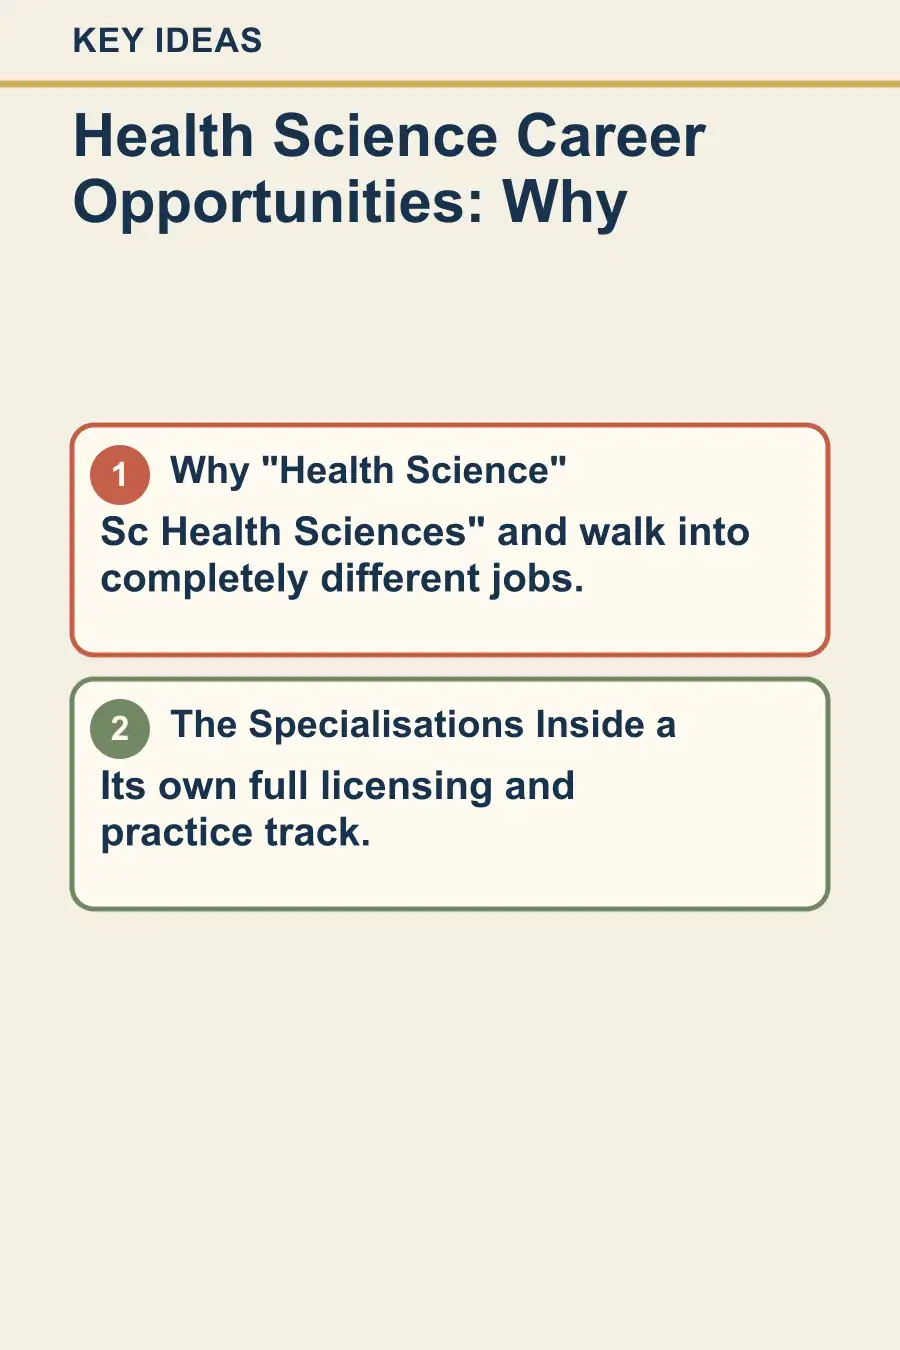 KEY IDEAS
Health Science Career
Opportunities: Why
1 Why "Health Science"
Sc Health Sciences" and walk into
completely different jobs.
2 The Specialisations Inside a
Its own full licensing and
practice track.